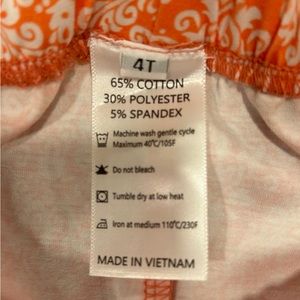 4T
65% COTTON
30% POLYESTER
5% SPANDEX
Machine wash gentle cycle
Maximum 40℃/105F
Do not bleach
Tumble dry at low heat
Iron at medium 110℃/230F
MADE IN VIETNAM